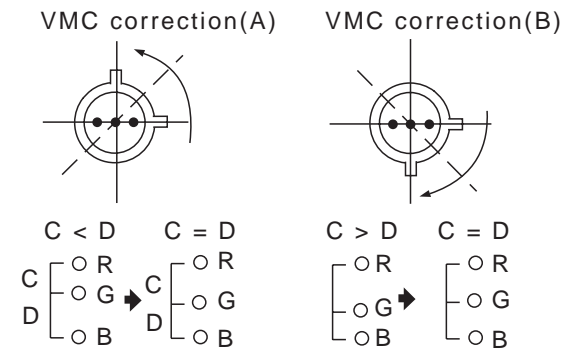 VMC correction(A)
VMC correction(B)
C < D
C = D
C > D
C = D
C
D
R
G
B
C
D
R
G
B
R
G
B
R
G
B